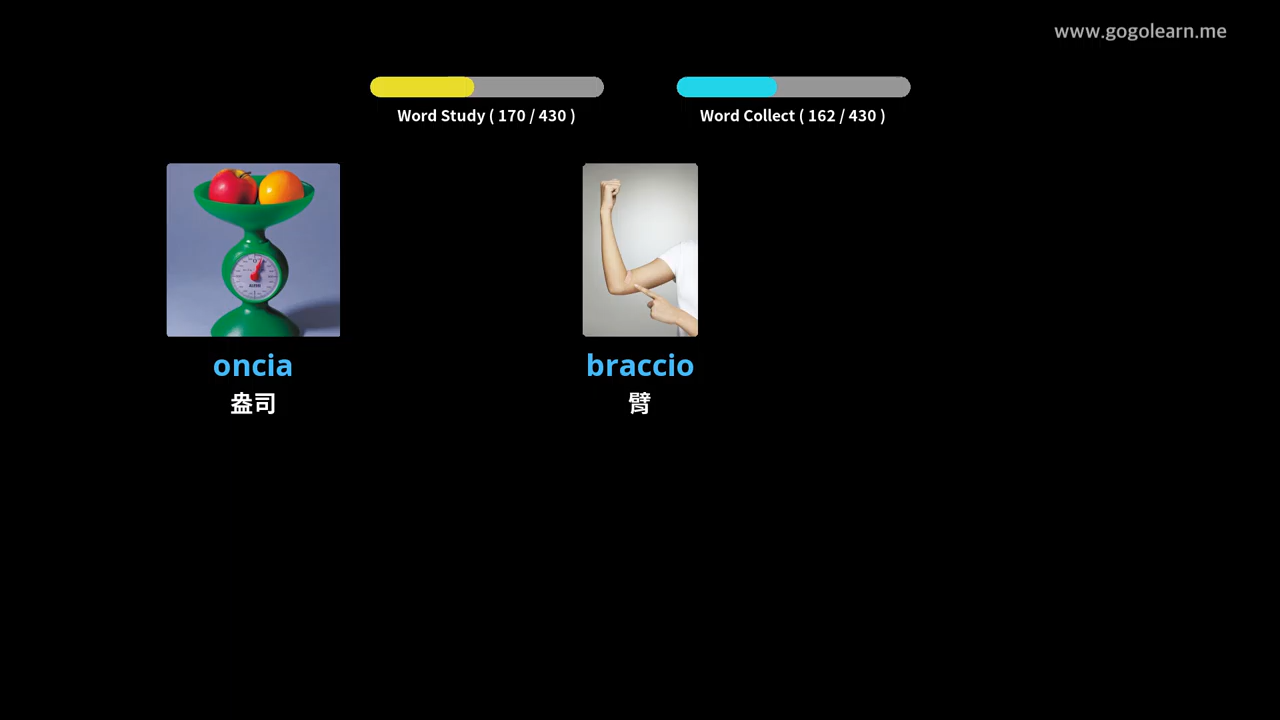 www.gogolearn.me
Word Study ( 170 / 430 )
Word Collect ( 162 / 430 )
oncia
盎司
braccio
臂